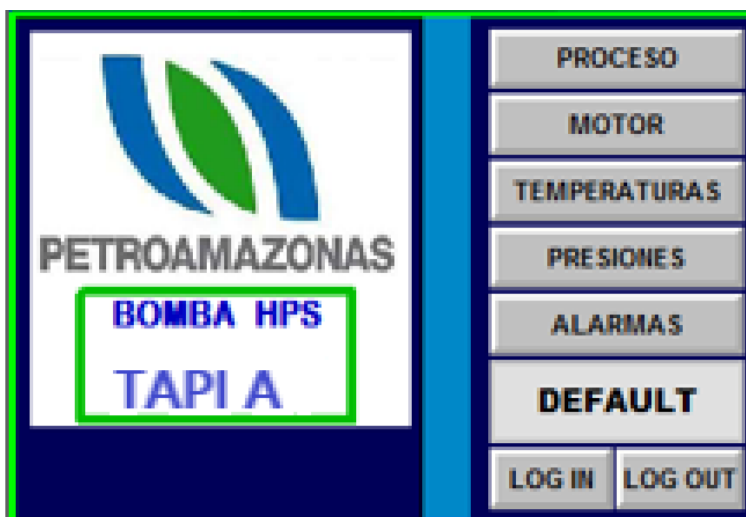 PETROAMAZONAS
BOMBA HPS
TAPI A
PROCESO
MOTOR
TEMPERATURAS
PRESIONES
ALARMAS
DEFAULT
LOG IN
LOG OUT